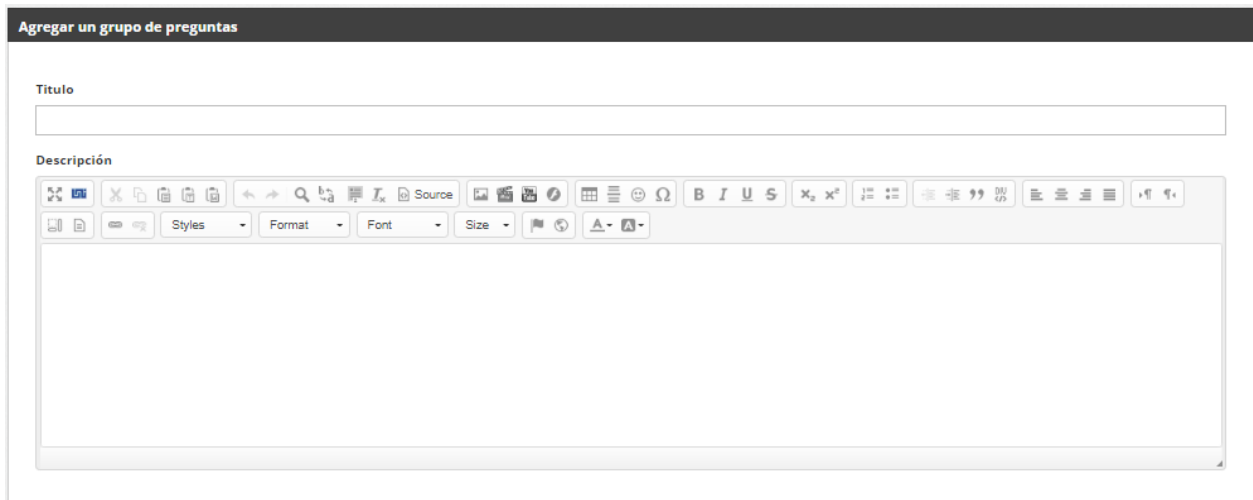 Agregar un grupo de preguntas
Titulo
Descripción
Source
Styles Format Font Size